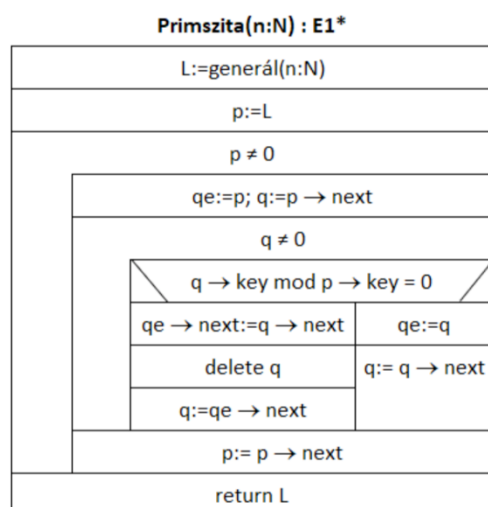 Primszita(n:N) : E1*
L:=generál(n:N)
p:=L
p ≠ 0
qe:=p; q:=p → next
q ≠ 0
q → key mod p → key = 0
qe → next:=q → next
qe:=q
delete q
q:= q → next
q:=qe → next
p:= p → next
return L